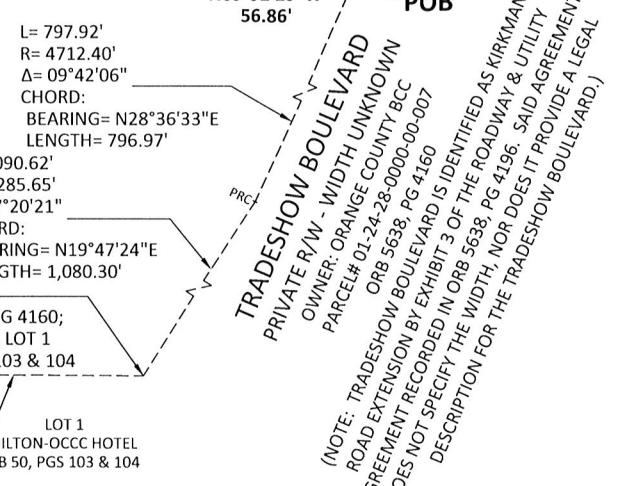 56.86'
POB
L= 797.92'
R= 4712.40'
Δ= 09°42'06"
CHORD:
BEARING= N28°36'33"E
LENGTH= 796.97'
090.62'
285.65'
7°20'21"
RD:
RING= N19°47'24"E
GTH= 1,080.30'
PRC
G 4160;
LOT 1
103 & 104
LOT 1
ILTON-OCCC HOTEL
B 50, PGS 103 & 104
TRADESHOW BOULEVARD
PRIVATE R/W - WIDTH UNKNOWN
OWNER: ORANGE COUNTY BCC
PARCEL# 01-24-28-0000-00-007
ORB 5638, PG 4160
(NOTE: TRADESHOW BOULEVARD IS IDENTIFIED AS KIRKMAN
ROAD EXTENSION BY EXHIBIT 3 OF THE ROADWAY & UTILITY
GREEMENT RECORDED IN ORB 5638, PG 4196. SAID AGREEMENT
OES NOT SPECIFY THE WIDTH, NOR DOES IT PROVIDE A LEGAL
DESCRIPTION FOR THE TRADESHOW BOULEVARD.)